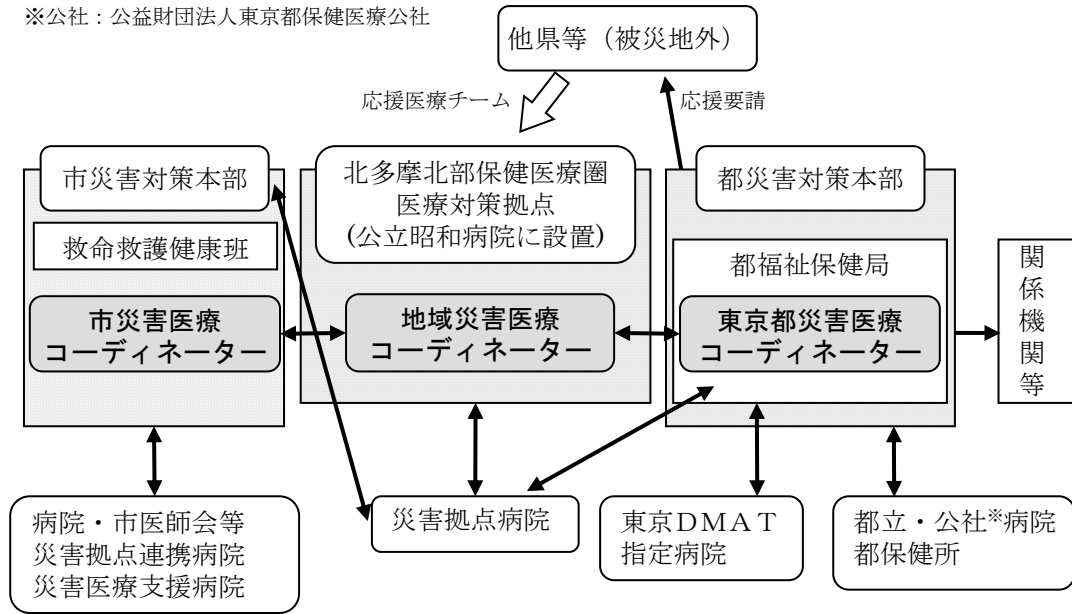 ※公社：公益財団法人東京都保健医療公社
他県等（被災地外）
応援医療チーム
応援要請
市災害対策本部
救命救護健康班
市災害医療
コーディネーター
北多摩北部保健医療圏
医療対策拠点
(公立昭和病院に設置)
地域災害医療
コーディネーター
都災害対策本部
都福祉保健局
東京都災害医療
コーディネーター
関係機関等
病院・市医師会等
災害拠点連携病院
災害医療支援病院
災害拠点病院
東京ＤＭＡＴ
指定病院
都立・公社※病院
都保健所